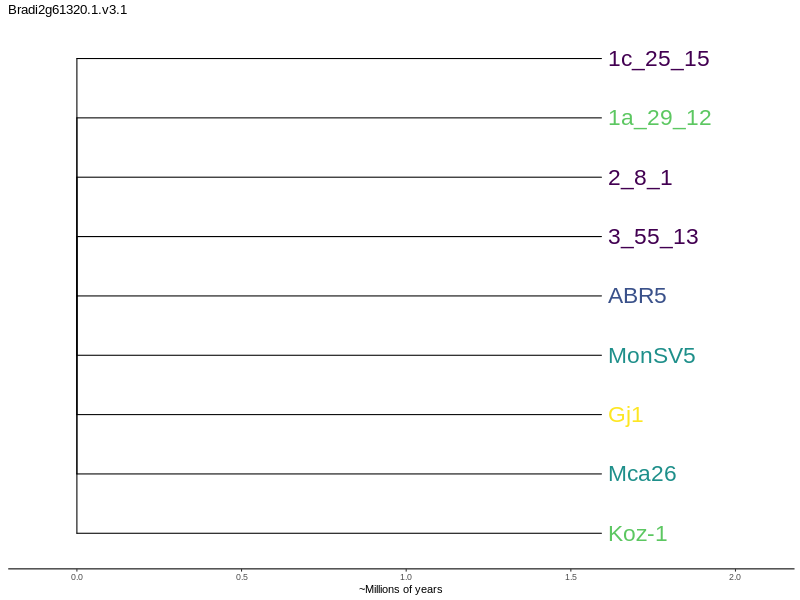 Bradi2g61320.1.v3.1
1c_25_15
1a_29_12
2_8_1
3_55_13
ABR5
MonSV5
Gj1
Mca26
Koz-1
0.0 0.5 1.0 1.5 2.0
~Millions of years